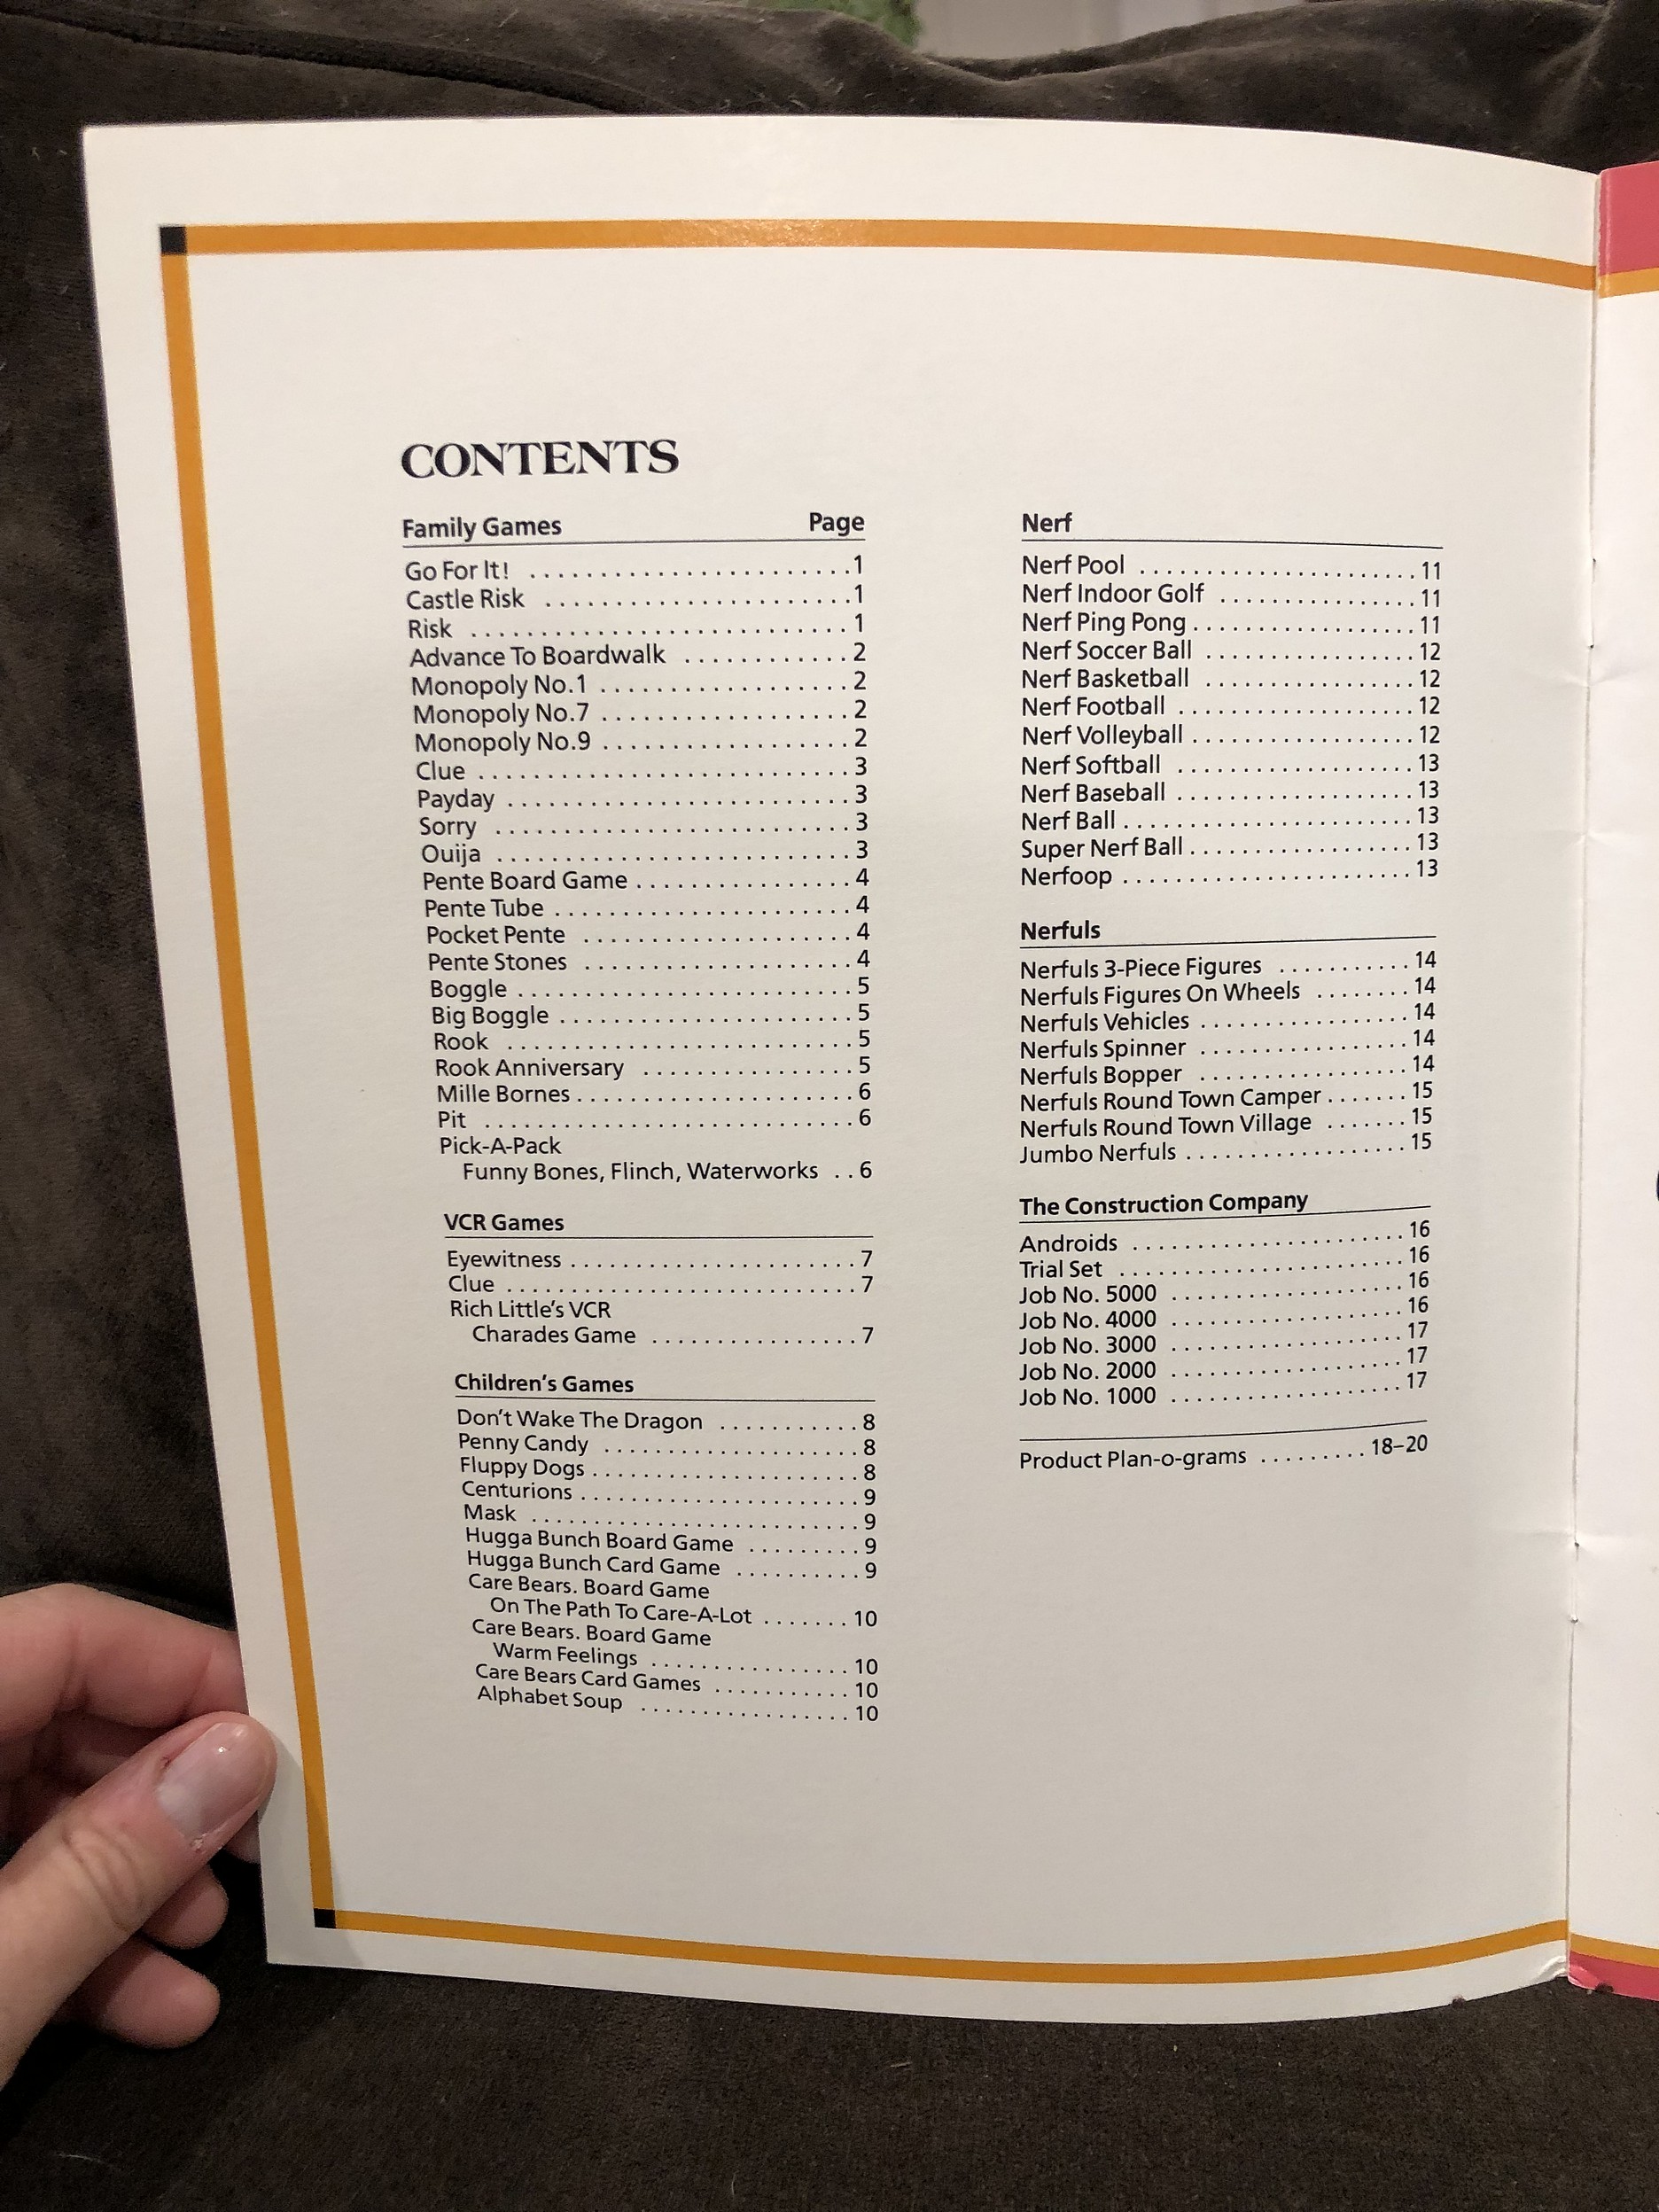 CONTENTS
Family Games Page
Go For It! ........................1
Castle Risk ........................1
Risk ..............................1
Advance To Boardwalk ............2
Monopoly No.1 ...................2
Monopoly No.7 ...................2
Monopoly No.9 ...................2
Clue .............................3
Payday ..........................3
Sorry ............................3
Ouija ............................3
Pente Board Game ................4
Pente Tube .......................4
Pocket Pente .....................4
Pente Stones .....................4
Boggle ...........................5
Big Boggle .......................5
Rook .............................5
Rook Anniversary .................5
Mille Bornes ......................6
Pit ...............................6
Pick-A-Pack
Funny Bones, Flinch, Waterworks ..6
VCR Games
Eyewitness .......................7
Clue .............................7
Rich Little's VCR
Charades Game .................7
Children's Games
Don't Wake The Dragon ...........8
Penny Candy .....................8
Fluppy Dogs ......................8
Centurions .......................9
Mask ............................9
Hugga Bunch Board Game .........9
Hugga Bunch Card Game ..........9
Care Bears. Board Game
On The Path To Care-A-Lot .......10
Care Bears. Board Game
Warm Feelings .................10
Care Bears Card Games ...........10
Alphabet Soup .................10
Nerf
Nerf Pool .......................11
Nerf Indoor Golf .................11
Nerf Ping Pong ...................11
Nerf Soccer Ball ..................12
Nerf Basketball ..................12
Nerf Football ....................12
Nerf Volleyball ...................12
Nerf Softball ....................13
Nerf Baseball ....................13
Nerf Ball ........................13
Super Nerf Ball ...................13
Nerfoop ........................13
Nerfuls
Nerfuls 3-Piece Figures ...........14
Nerfuls Figures On Wheels ........14
Nerfuls Vehicles .................14
Nerfuls Spinner .................14
Nerfuls Bopper .................14
Nerfuls Round Town Camper .......15
Nerfuls Round Town Village .......15
Jumbo Nerfuls ..................15
The Construction Company
Androids .......................16
Trial Set ........................16
Job No. 5000 ....................16
Job No. 4000 ....................16
Job No. 3000 ....................17
Job No. 2000 ....................17
Job No. 1000 ....................17
Product Plan-o-grams .........18–20